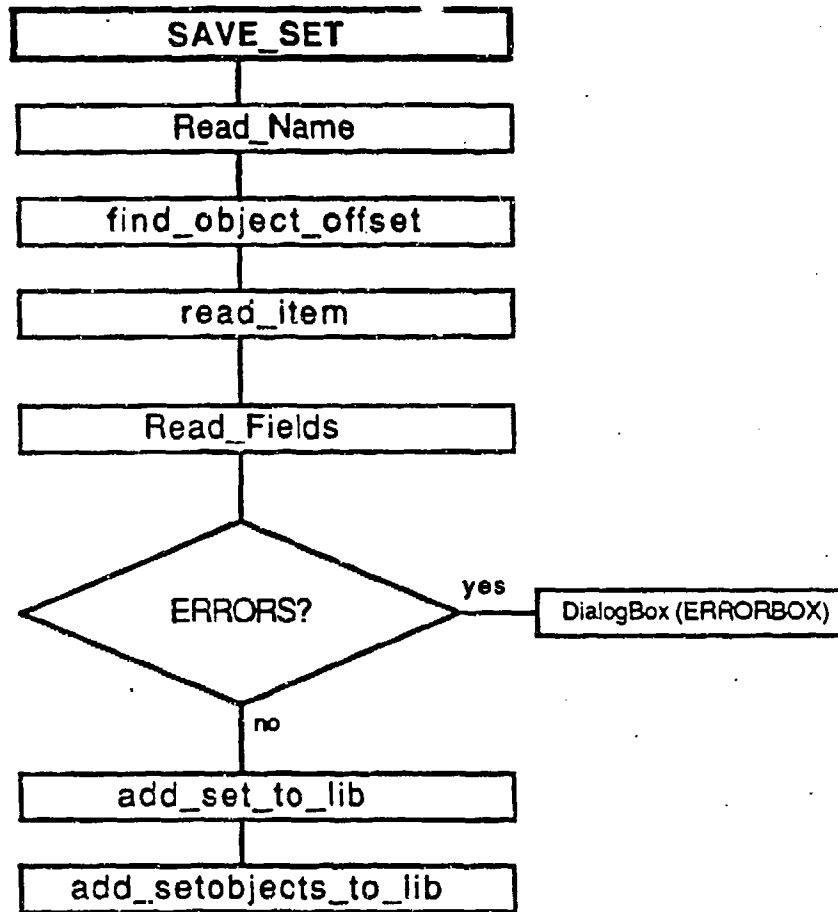 SAVE_SET
Read_Name
find_object_offset
read_item
Read_Fields
ERRORS?
yes
DialogBox (ERRORBOX)
no
add_set_to_lib
add_setobjects_to_lib